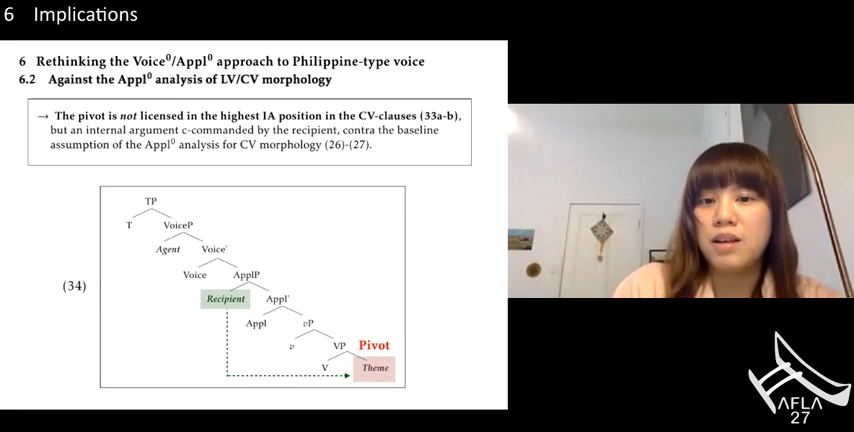 6 Implications
6 Rethinking the Voice⁰/Appl⁰ approach to Philippine-type voice
6.2 Against the Appl⁰ analysis of LV/CV morphology
→ The pivot is not licensed in the highest IA position in the CV-clauses (33a-b),
but an internal argument c-commanded by the recipient, contra the baseline
assumption of the Appl⁰ analysis for CV morphology (26)-(27).
TP
T VoiceP
Agent Voice'
Voice ApplP
(34)
Recipient Appl'
Appl vP
v VP Pivot
V Theme
AFLA
27